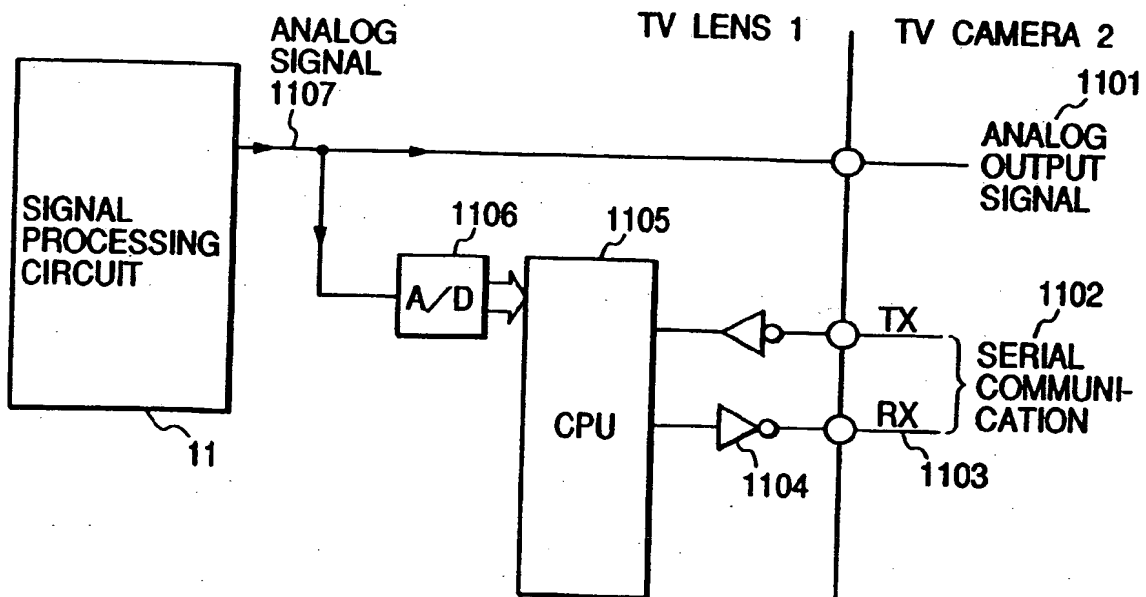 ANALOG
SIGNAL
1107
TV LENS 1
TV CAMERA 2
1101
ANALOG
OUTPUT
SIGNAL
SIGNAL
PROCESSING
CIRCUIT
11
1106
A/D
1105
CPU
TX
RX
1104
1103
1102
SERIAL
COMMUNI-
CATION